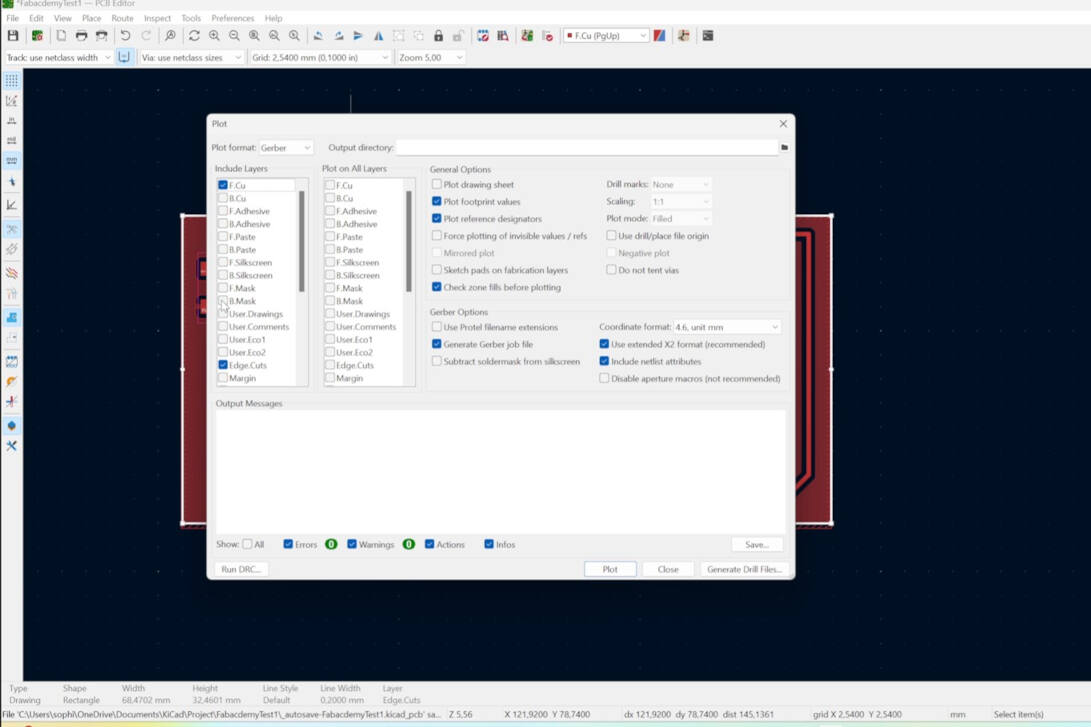 *FabacdemyTest1 — PCB Editor
File Edit View Place Route Inspect Tools Preferences Help
F.Cu (PgUp)
Track: use netclass width Via: use netclass sizes Grid: 2,5400 mm (0,1000 in) Zoom 5,00
Plot
Plot format: Gerber Output directory:
Include Layers Plot on All Layers General Options
F.Cu F.Cu Plot drawing sheet Drill marks: None
B.Cu B.Cu Plot footprint values Scaling: 1:1
F.Adhesive F.Adhesive Plot reference designators Plot mode: Filled
B.Adhesive B.Adhesive
F.Paste F.Paste Force plotting of invisible values / refs Use drill/place file origin
B.Paste B.Paste Mirrored plot Negative plot
F.Silkscreen F.Silkscreen Sketch pads on fabrication layers Do not tent vias
B.Silkscreen B.Silkscreen
F.Mask F.Mask Check zone fills before plotting
B.Mask B.Mask
User.Drawings User.Drawings Gerber Options
User.Comments User.Comments Use Protel filename extensions Coordinate format: 4.6, unit mm
User.Eco1 User.Eco1 Generate Gerber job file Use extended X2 format (recommended)
User.Eco2 User.Eco2 Subtract soldermask from silkscreen Include netlist attributes
Edge.Cuts Edge.Cuts
Margin Margin Disable aperture macros (not recommended)
Output Messages
Show: All Errors 0 Warnings 0 Actions Infos Save...
Run DRC... Plot Close Generate Drill Files...
Type Shape Width Height Line Style Line Width Layer
Drawing Rectangle 68,4702 mm 32,4601 mm Default 0,2000 mm Edge.Cuts
File 'C:\Users\sophi\OneDrive\Documents\KiCad\Project\FabacdemyTest1\_autosave-FabacdemyTest1.kicad_pcb' sa... Z 5,56 X 121,9200 Y 78,7400 dx 121,9200 dy 78,7400 dist 145,1361 grid X 2,5400 Y 2,5400 mm Select item(s)